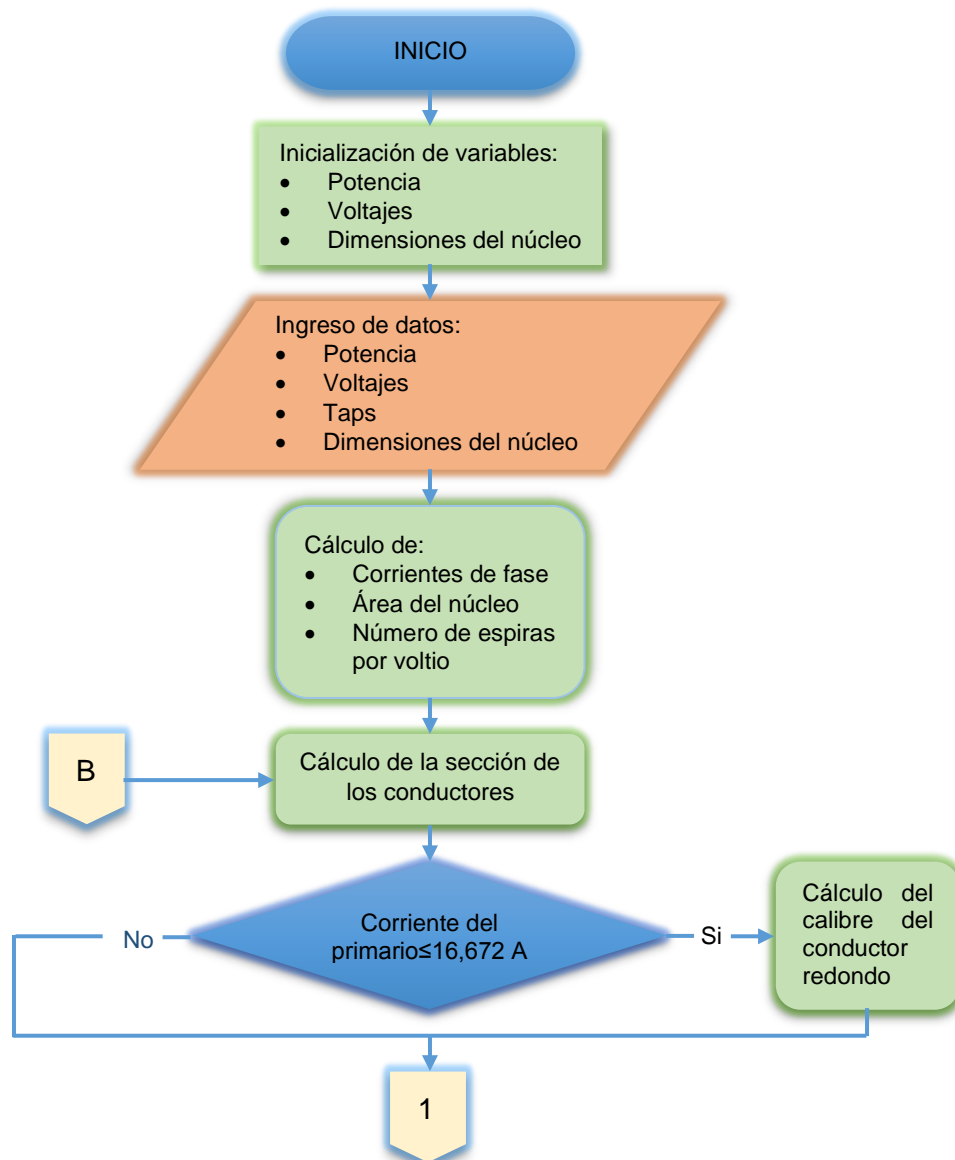 INICIO
Inicialización de variables:
• Potencia
• Voltajes
• Dimensiones del núcleo
Ingreso de datos:
• Potencia
• Voltajes
• Taps
• Dimensiones del núcleo
Cálculo de:
• Corrientes de fase
• Área del núcleo
• Número de espiras
por voltio
B
Cálculo de la sección de
los conductores
Corriente del
primario≤16,672 A
No
Si
Cálculo del
calibre del
conductor
redondo
1